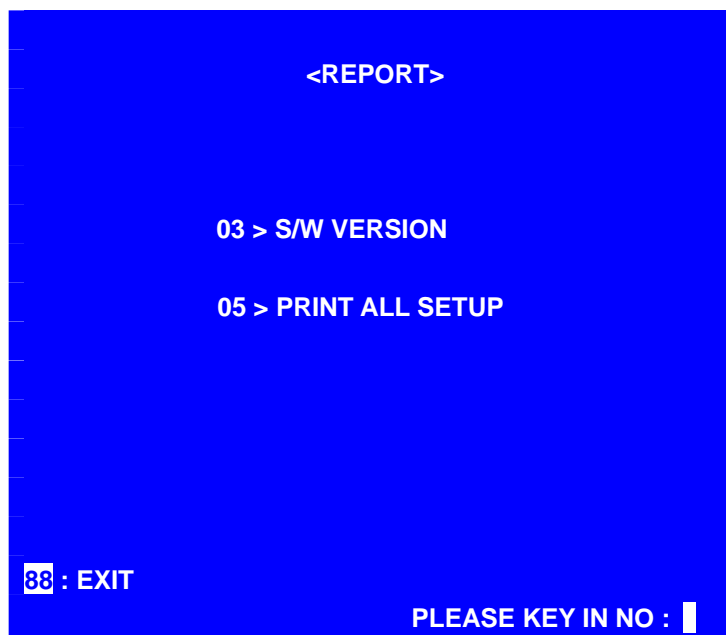 <REPORT>
03 > S/W VERSION
05 > PRINT ALL SETUP
88 : EXIT
PLEASE KEY IN NO :